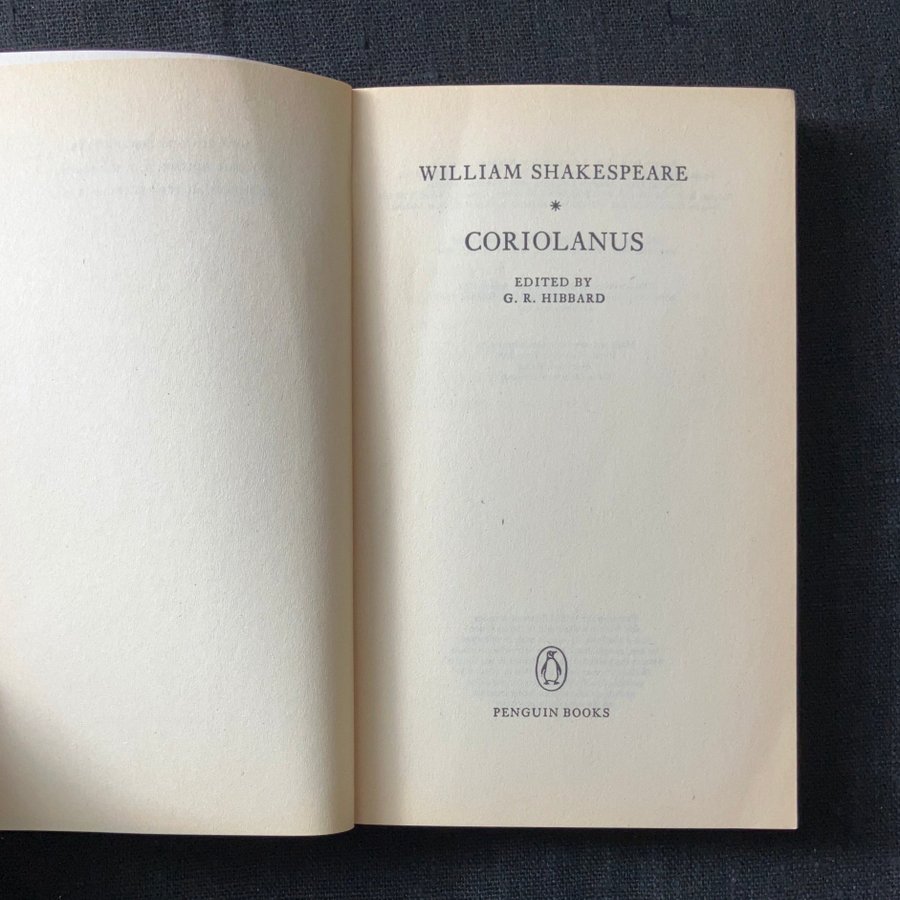 WILLIAM SHAKESPEARE
*
CORIOLANUS
EDITED BY
G. R. HIBBARD
PENGUIN BOOKS